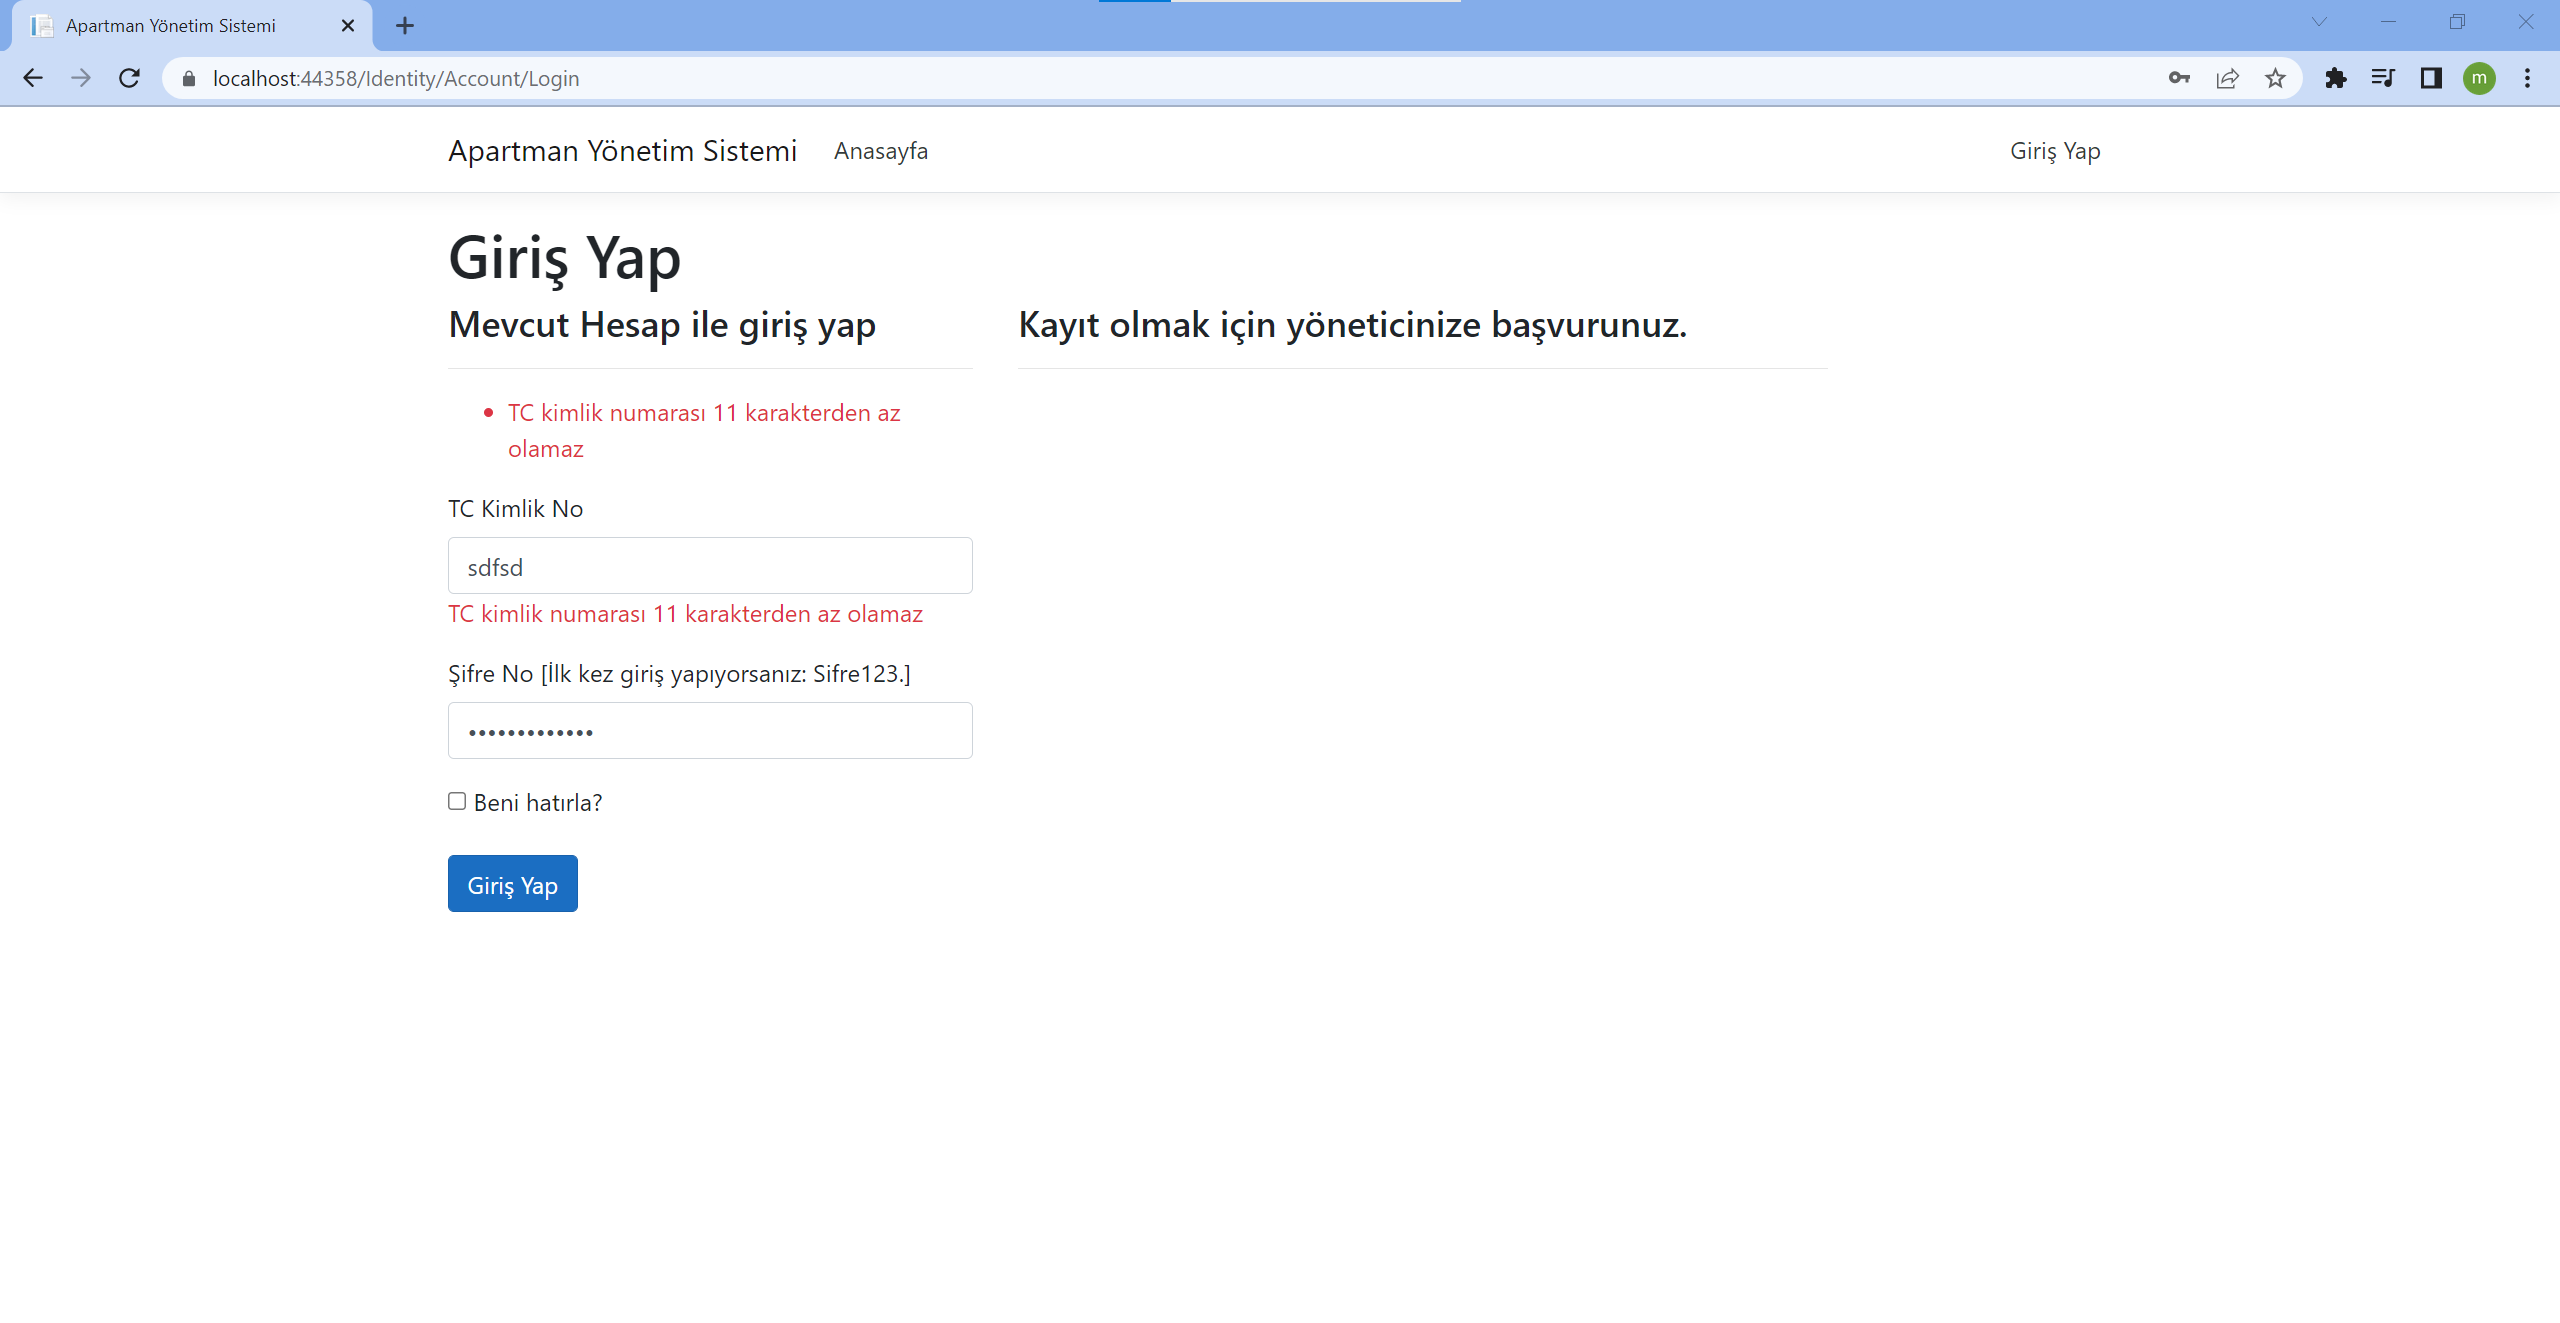 Apartman Yönetim Sistemi
localhost:44358/Identity/Account/Login
m
Apartman Yönetim Sistemi
Anasayfa
Giriş Yap
Giriş Yap
Mevcut Hesap ile giriş yap
Kayıt olmak için yöneticinize başvurunuz.
TC kimlik numarası 11 karakterden az
olamaz
TC Kimlik No
sdfsd
TC kimlik numarası 11 karakterden az olamaz
Şifre No [İlk kez giriş yapıyorsanız: Sifre123.]
•••••••••••••
Beni hatırla?
Giriş Yap